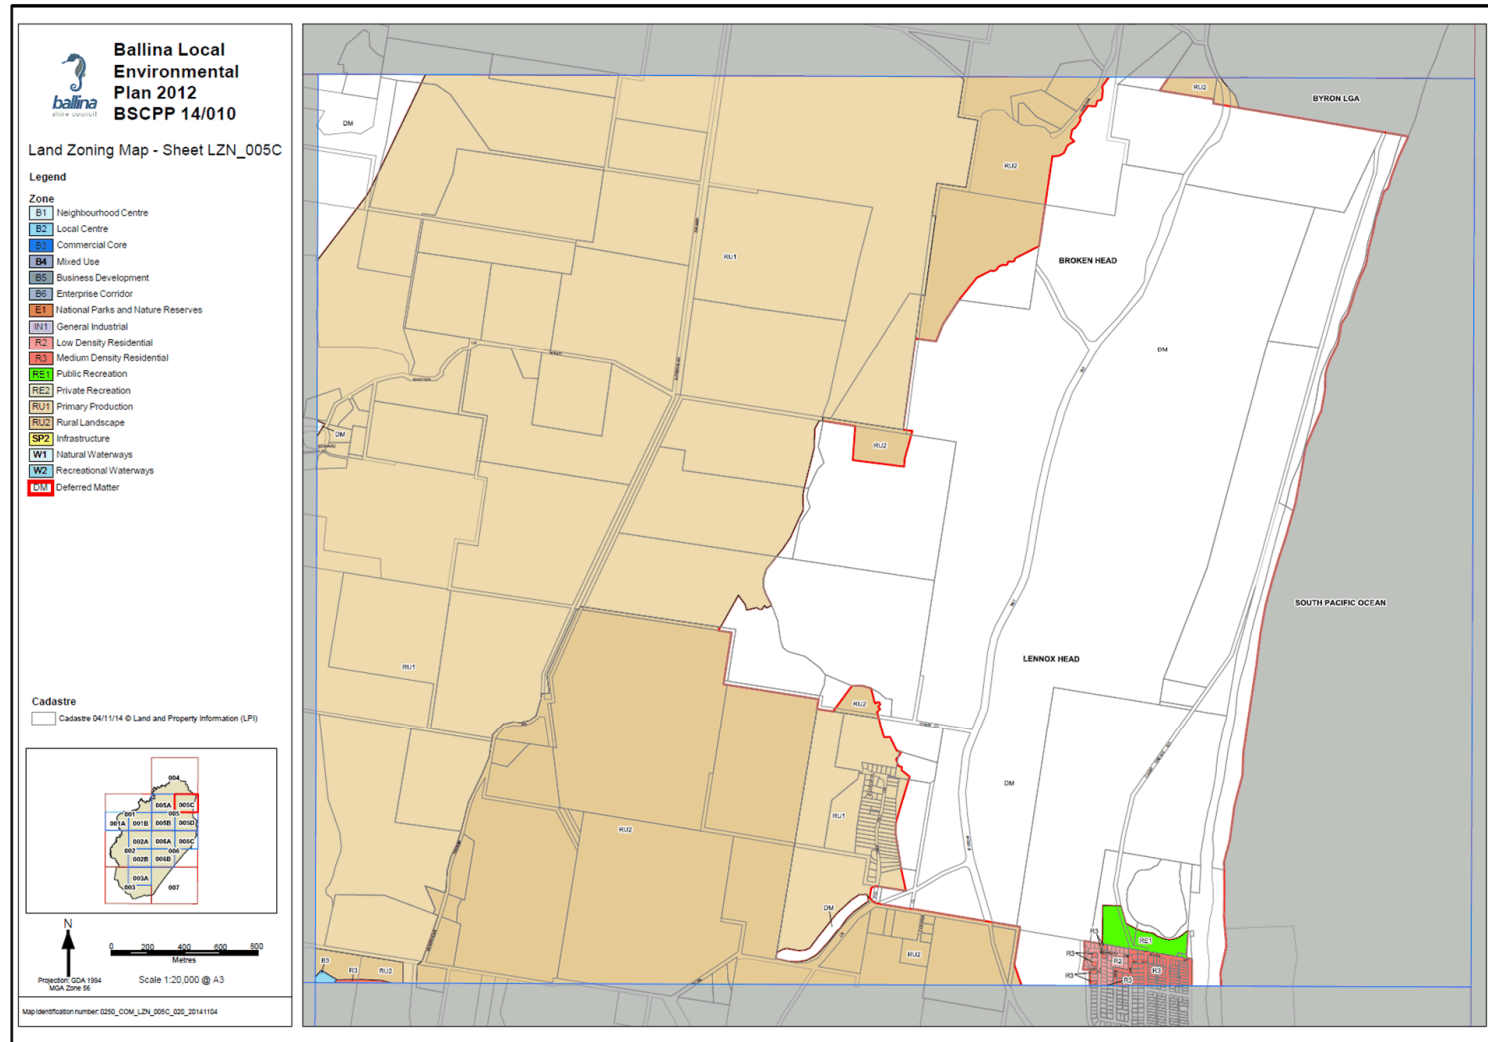 ballina
shire council
Ballina Local
Environmental
Plan 2012
BSCPP 14/010
Land Zoning Map - Sheet LZN_005C
Legend
Zone
B1 Neighbourhood Centre
B2 Local Centre
B3 Commercial Core
B4 Mixed Use
B5 Business Development
B6 Enterprise Corridor
E1 National Parks and Nature Reserves
IN1 General Industrial
R2 Low Density Residential
R3 Medium Density Residential
RE1 Public Recreation
RE2 Private Recreation
RU1 Primary Production
RU2 Rural Landscape
SP2 Infrastructure
W1 Natural Waterways
W2 Recreational Waterways
DM Deferred Matter
Cadastre
Cadastre 04/11/14 © Land and Property Information (LPI)
004
005A 005C
001 005
001A 001B 005B 005D
002A 006A 006C
002 006
002B 006B
003A
003 007
N
0 200 400 600 800
Metres
Projection: GDA 1994
MGA Zone 56
Scale 1:20,000 @ A3
Map identification number: 0250_COM_LZN_005C_020_20141104
RU2
BYRON LGA
DM
RU2
RU1
BROKEN HEAD
DM
DM
RU2
SOUTH PACIFIC OCEAN
LENNOX HEAD
RU1
RU2
DM
RU1
RU2
DM
R3
RE1
RU2
R3
R2
B3
R3
RU2
R3
R3
R3